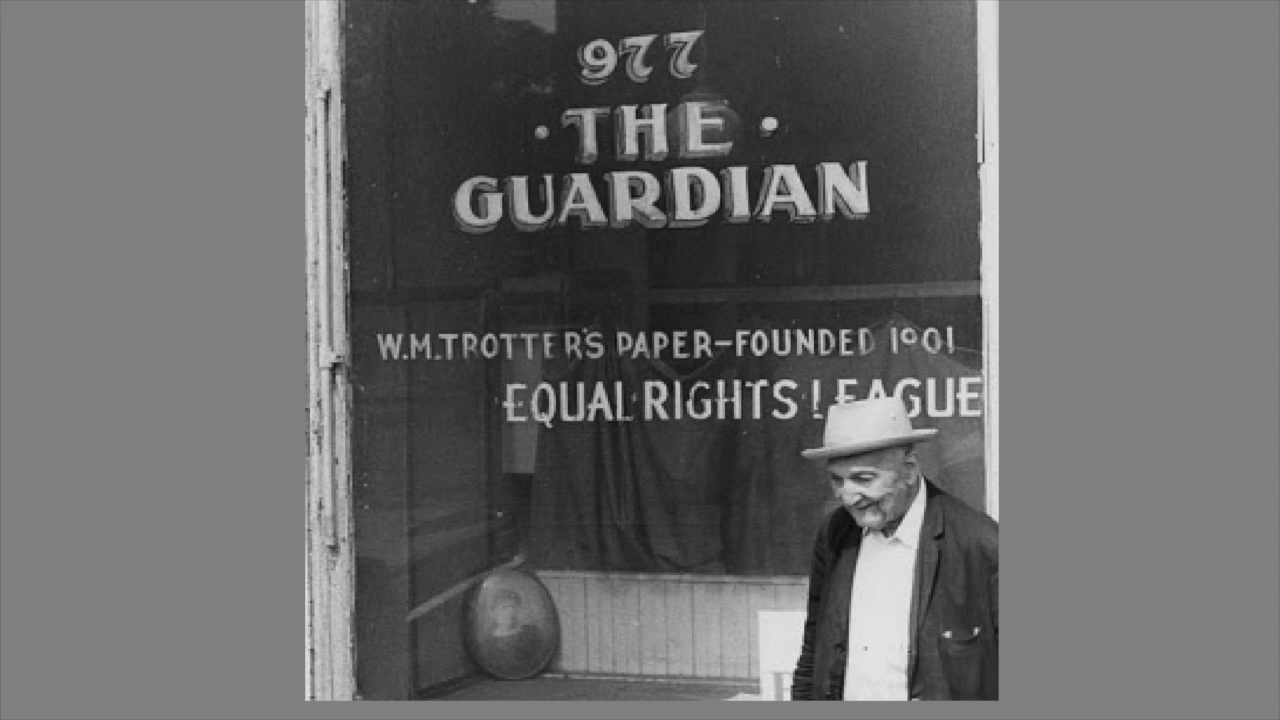 977
· THE ·
GUARDIAN
W.M.TROTTER'S PAPER-FOUNDED 1901
EQUAL RIGHTS LEAGUE